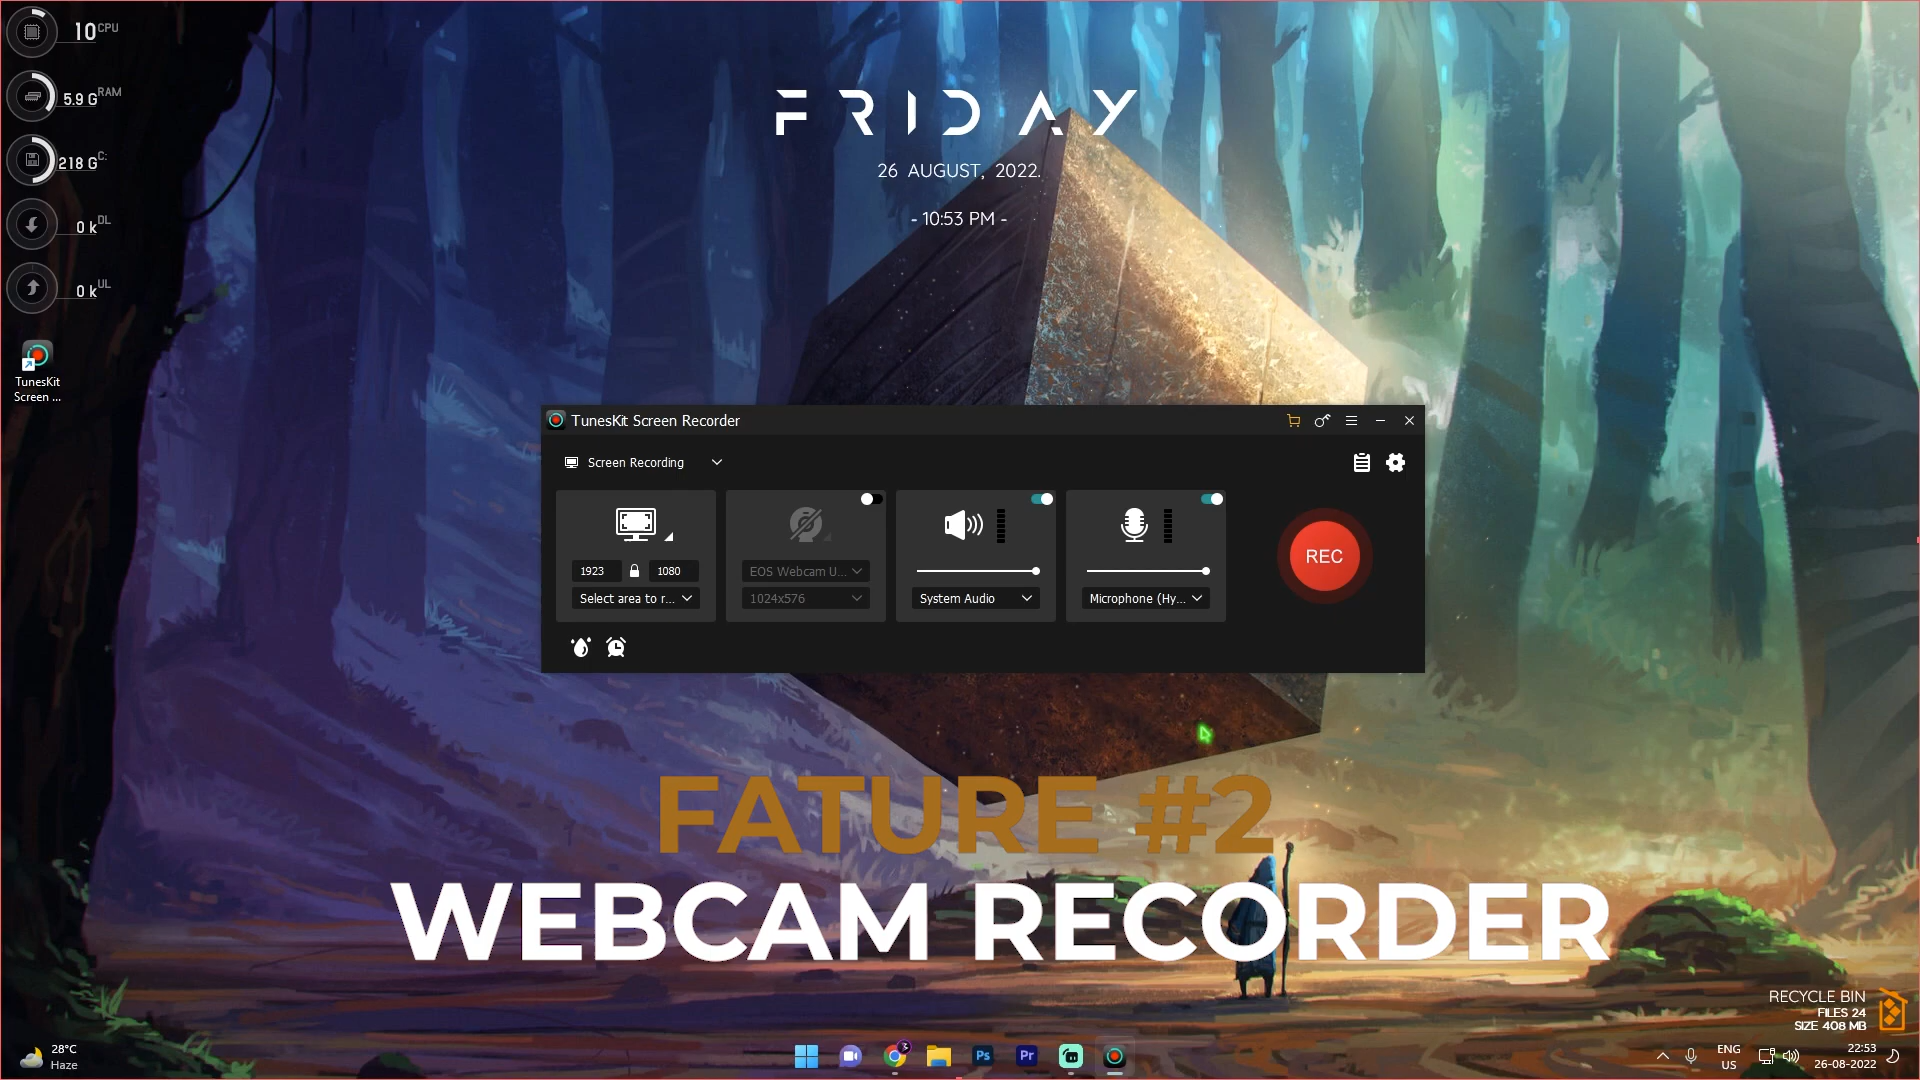 10 CPU
5.9 G RAM
218 G C:
0 k DL
0 k UL
TunesKit
Screen ...
FRIDAY
26 AUGUST, 2022.
- 10:53 PM -
TunesKit Screen Recorder
Screen Recording
1923 1080
Select area to r...
EOS Webcam U...
1024x576
System Audio
Microphone (Hy...
REC
FATURE #2
WEBCAM RECORDER
RECYCLE BIN
FILES 24
SIZE 408 MB
28°C
Haze
3
Ps
Pr
ENG
US
22:53
26-08-2022